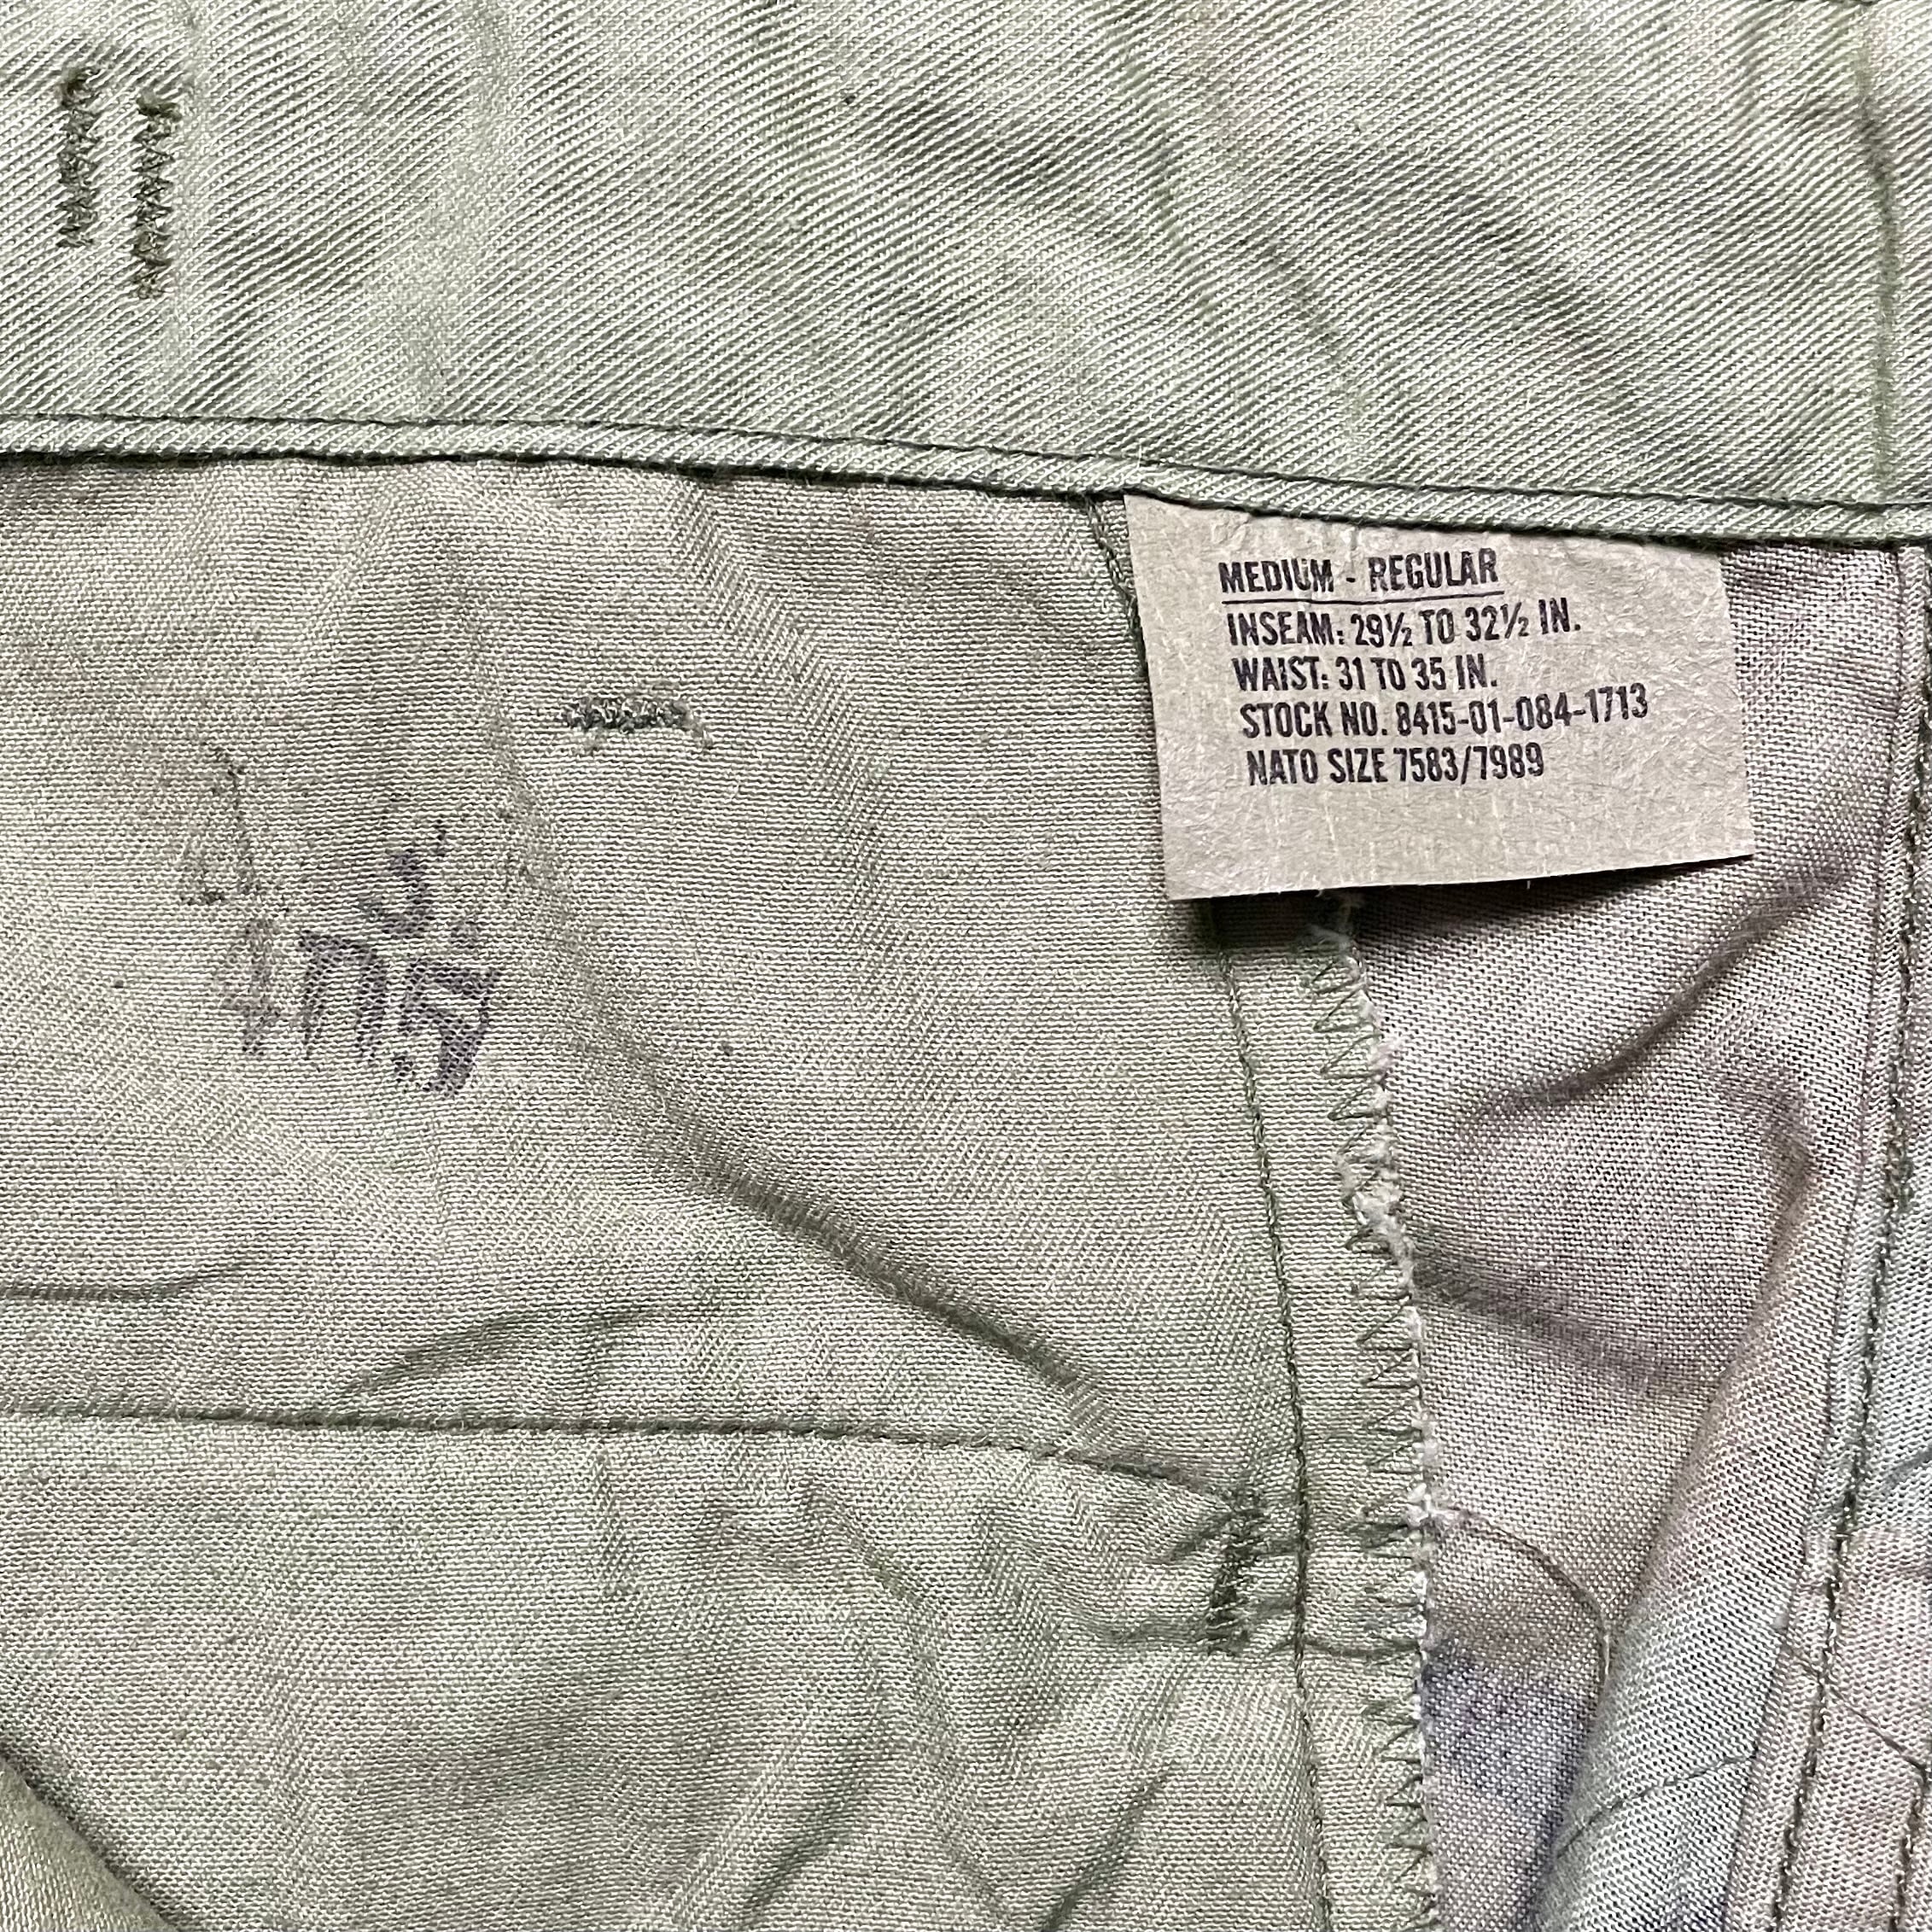 MEDIUM - REGULAR
INSEAM: 29½ TO 32½ IN.
WAIST: 31 TO 35 IN.
STOCK NO. 8415-01-084-1713
NATO SIZE 7583/7989